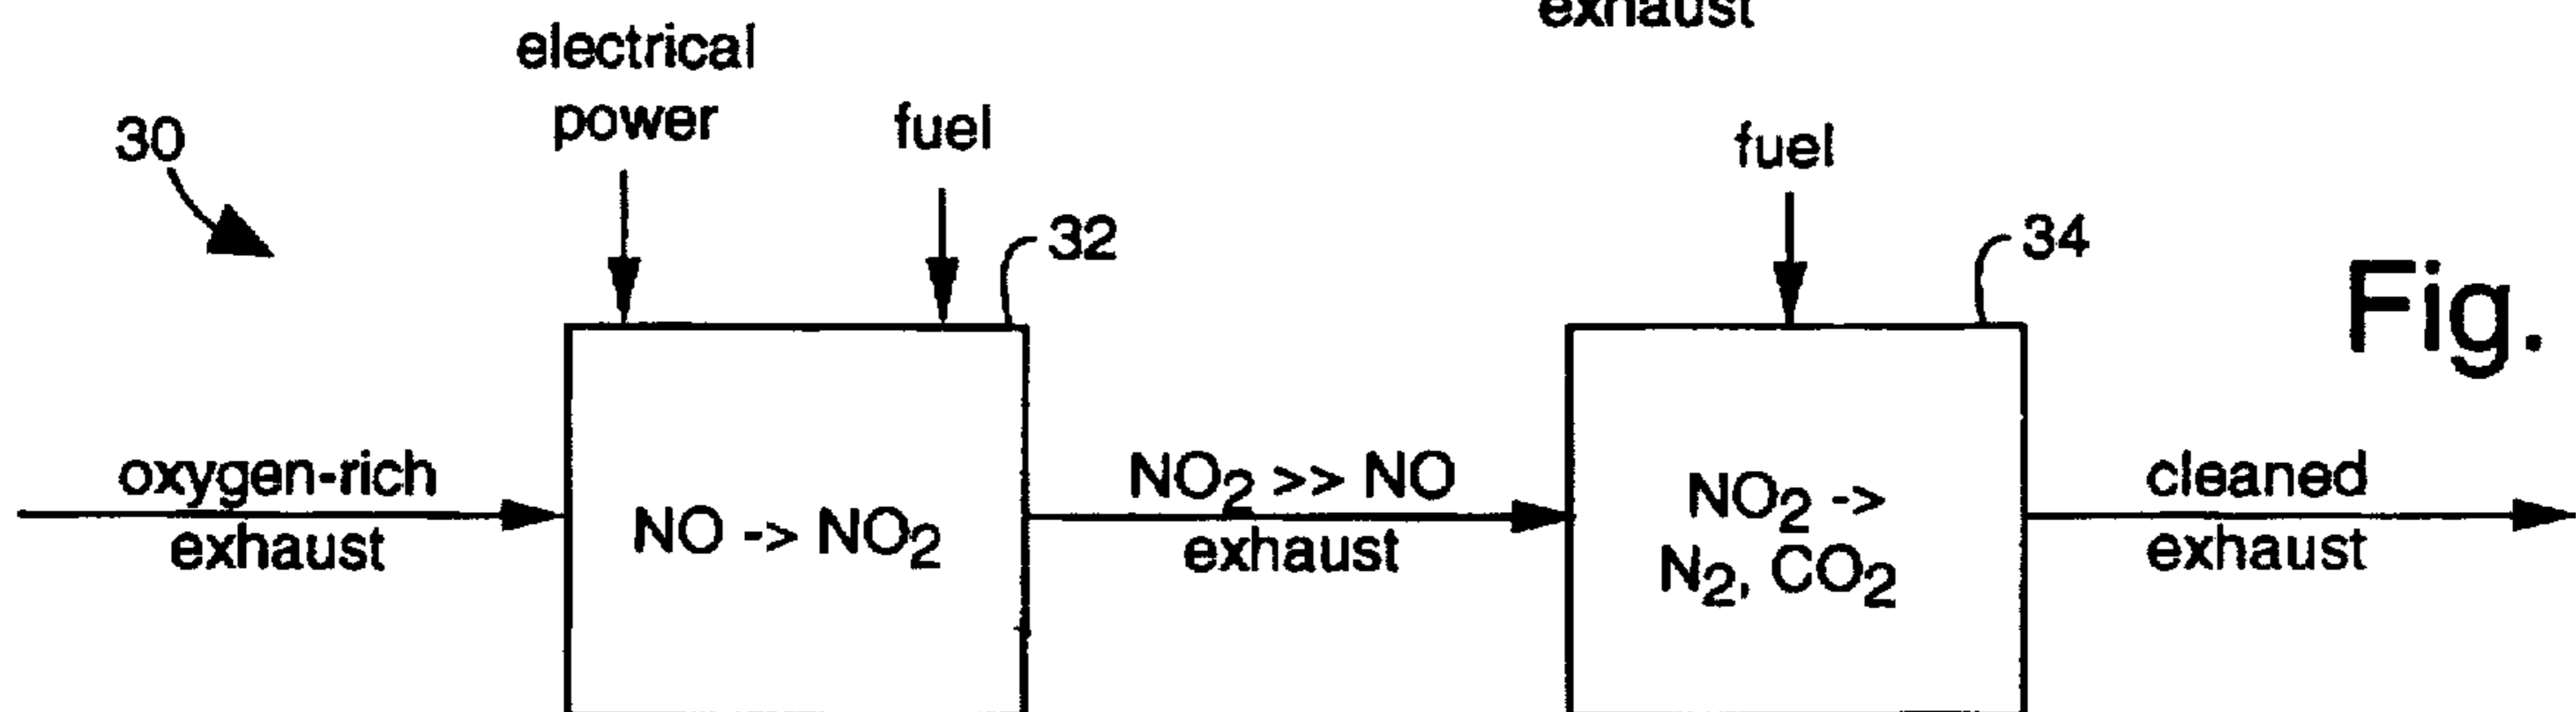 exhaust
electrical
power
fuel
fuel
30
32
34
Fig.
oxygen-rich
exhaust
NO -> NO₂
NO₂ >> NO
exhaust
NO₂ ->
N₂, CO₂
cleaned
exhaust